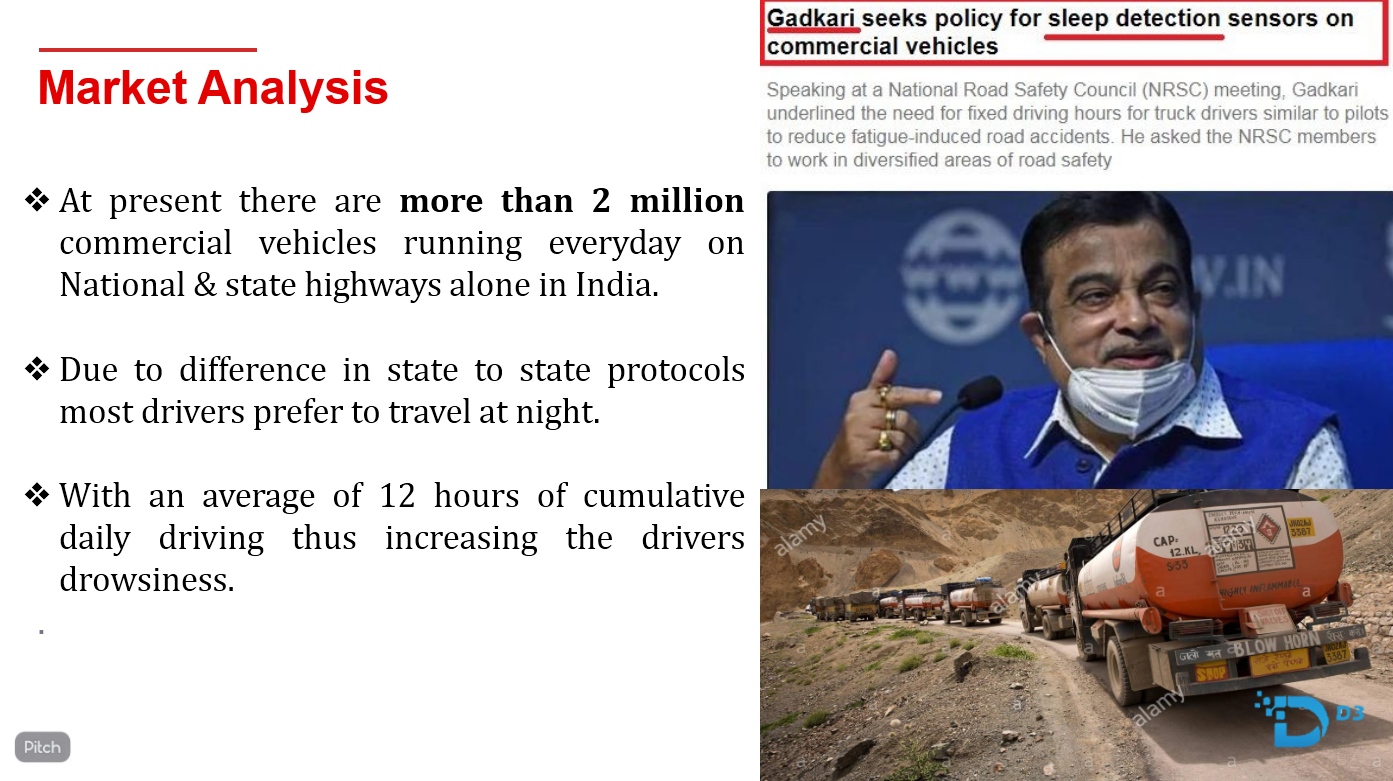 Market Analysis
❖ At present there are more than 2 million
commercial vehicles running everyday on
National & state highways alone in India.
❖ Due to difference in state to state protocols
most drivers prefer to travel at night.
❖ With an average of 12 hours of cumulative
daily driving thus increasing the drivers
drowsiness.
.
Pitch
Gadkari seeks policy for sleep detection sensors on
commercial vehicles
Speaking at a National Road Safety Council (NRSC) meeting, Gadkari
underlined the need for fixed driving hours for truck drivers similar to pilots
to reduce fatigue-induced road accidents. He asked the NRSC members
to work in diversified areas of road safety
WWW
V.IN
alamy
alamy
alamy
alamy
a
a
CAP.
12.KL,
S-55
HIGHLY INFLAMMABLE
BLOW HORN
STOP
3387
D3